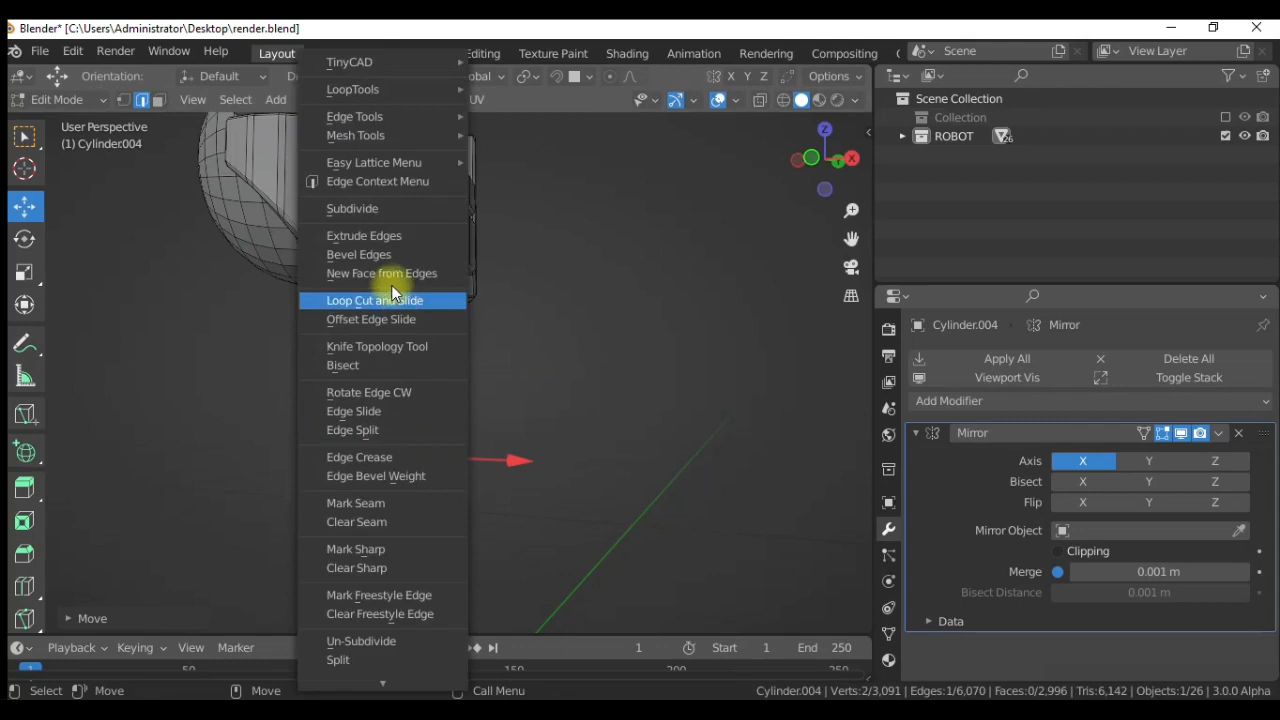 Blender* [C:\Users\Administrator\Desktop\render.blend]
File Edit Render Window Help Layout Editing Texture Paint Shading Animation Rendering Compositing Scene View Layer
Orientation: Default X Y Z Options
Edit Mode View Select Add UV
User Perspective
(1) Cylinder.004
TinyCAD
LoopTools
Edge Tools
Mesh Tools
Easy Lattice Menu
Edge Context Menu
Subdivide
Extrude Edges
Bevel Edges
New Face from Edges
Loop Cut and Slide
Offset Edge Slide
Knife Topology Tool
Bisect
Rotate Edge CW
Edge Slide
Edge Split
Edge Crease
Edge Bevel Weight
Mark Seam
Clear Seam
Mark Sharp
Clear Sharp
Mark Freestyle Edge
Clear Freestyle Edge
Un-Subdivide
Split
Z
X
Y
Scene Collection
Collection
ROBOT 26
Cylinder.004 Mirror
Apply All Delete All
Viewport Vis Toggle Stack
Add Modifier
Mirror
Axis X Y Z
Bisect X Y Z
Flip X Y Z
Mirror Object
Clipping
Merge 0.001 m
Bisect Distance 0.001 m
Data
Move
Playback Keying View Marker 1 Start 1 End 250
1 50 150 200 250
Select Move Move Call Menu Cylinder.004 | Verts:2/3,091 | Edges:1/6,070 | Faces:0/2,996 | Tris:6,142 | Objects:1/26 | 3.0.0 Alpha